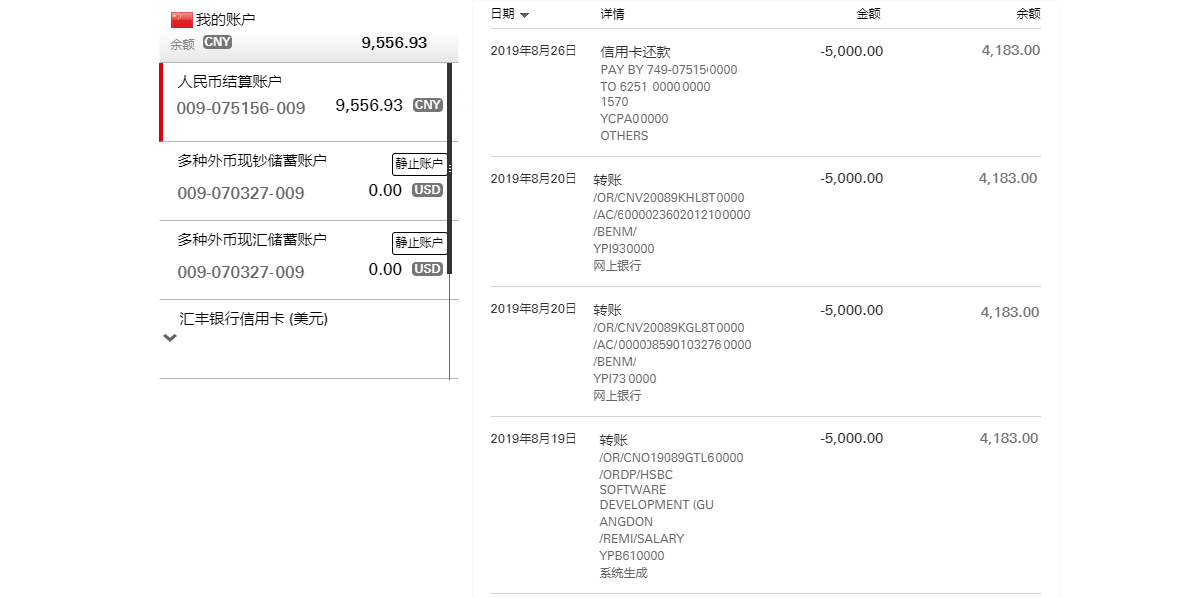 我的账户
余额 CNY 9,556.93
人民币结算账户
009-075156-009 9,556.93 CNY
多种外币现钞储蓄账户 静止账户
009-070327-009 0.00 USD
多种外币现汇储蓄账户 静止账户
009-070327-009 0.00 USD
汇丰银行信用卡 (美元)
日期 详情 金额 余额
2019年8月26日 信用卡还款 -5,000.00 4,183.00
PAY BY 749-075150000
TO 6251 00000000
1570
YCPA00000
OTHERS
2019年8月20日 转账 -5,000.00 4,183.00
/OR/CNV20089KHL8T0000
/AC/6000023602012100000
/BENM/
YPI930000
网上银行
2019年8月20日 转账 -5,000.00 4,183.00
/OR/CNV20089KGL8T0000
/AC/0000085901032760000
/BENM/
YPI73 0000
网上银行
2019年8月19日 转账 -5,000.00 4,183.00
/OR/CNO19089GTL60000
/ORDP/HSBC
SOFTWARE
DEVELOPMENT (GU
ANGDON
/REMI/SALARY
YPB610000
系统生成